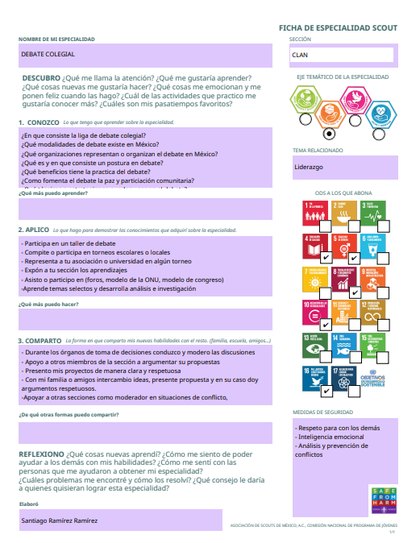 FICHA DE ESPECIALIDAD SCOUT
NOMBRE DE MI ESPECIALIDAD
DEBATE COLEGIAL
SECCIÓN
CLAN
DESCUBRO ¿Qué me llama la atención? ¿Qué me gustaría aprender?
¿Qué cosas nuevas me gustaría hacer? ¿Qué cosas me emocionan y me
ponen feliz cuando las hago? ¿Cuál de las actividades que practico me
gustaría conocer más? ¿Cuáles son mis pasatiempos favoritos?
EJE TEMÁTICO DE LA ESPECIALIDAD
1. CONOZCO Lo que tengo que aprender sobre la especialidad.
¿En que consiste la liga de debate colegial?
¿Qué modalidades de debate existen en México?
¿Qué organizaciones representan o organizan el debate en México?
¿Qué es y en que consiste un postura de debate?
¿Qué beneficios tiene la practica del debate?
¿Como fomenta el debate la paz y participación comunitaria?
TEMA RELACIONADO
Liderazgo
¿Qué más puedo aprender?
ODS A LOS QUE ABONA
2. APLICO Lo que hago para demostrar los conocimientos que adquirí sobre la especialidad.
- Participa en un taller de debate
- Compite o participa en torneos escolares o locales
- Representa a tu asociación o universidad en algún torneo
- Expón a tu sección los aprendizajes
- Asisto o participo en (foros, modelo de la ONU, modelo de congreso)
-Aprende temas selectos y desarrolla análisis e investigación
¿Qué más puedo hacer?
3. COMPARTO La forma en que comparto mis nuevas habilidades con el resto. (familia, escuela, amigos...)
- Durante los órganos de toma de decisiones conduzco y modero las discusiones
- Apoyo a otros miembros de la sección a argumentar su propuestas
- Presento mis proyectos de manera clara y respetuosa
- Con mi familia o amigos intercambio ideas, presente propuesta y en su caso doy
argumentos respetuosos.
-Apoyar a otras secciones como moderador en situaciones de conflicto,
¿De qué otras formas puedo compartir?
MEDIDAS DE SEGURIDAD
- Respeto para con los demás
- Inteligencia emocional
- Análisis y prevención de
conflictos
REFLEXIONO ¿Qué cosas nuevas aprendí? ¿Cómo me siento de poder
ayudar a los demás con mis habilidades? ¿Cómo me sentí con las
personas que me ayudaron a obtener mi especialidad?
¿Cuáles problemas me encontré y cómo los resolví? ¿Qué consejo le daría
a quienes quisieran lograr esta especialidad?
SAFE
FROM
HARM
Elaboró
Santiago Ramírez Ramírez
ASOCIACIÓN DE SCOUTS DE MÉXICO, A.C., COMISIÓN NACIONAL DE PROGRAMA DE JÓVENES